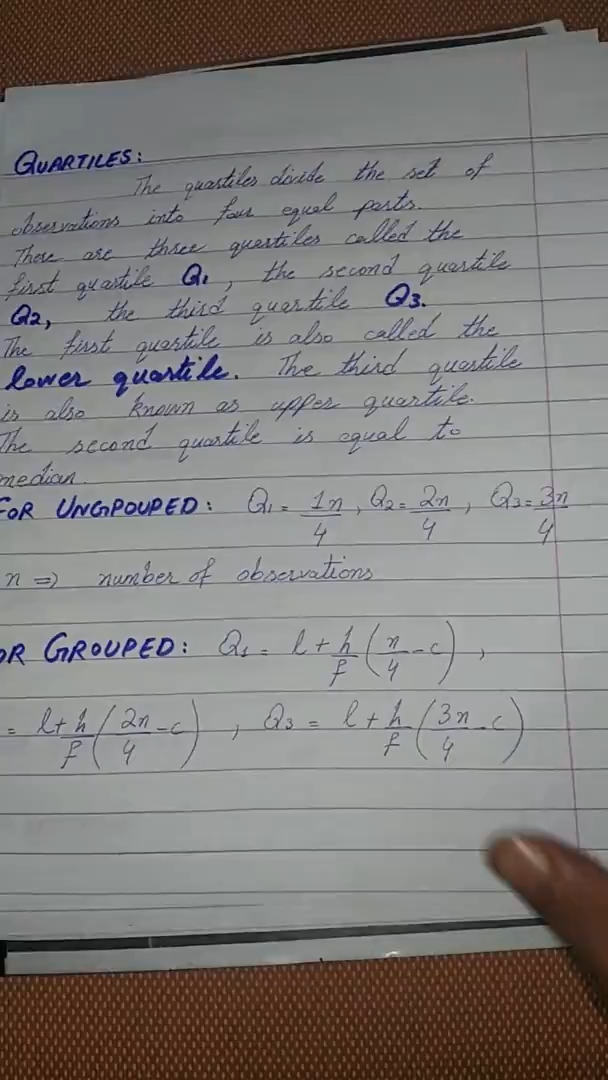 QUARTILES:
The quartiles divide the set of
observations into four equal parts.
There are three quartiles called the
first quartile Q₁, the second quartile
Q₂, the third quartile Q₃.
The first quartile is also called the
lower quartile. The third quartile
is also known as upper quartile.
The second quartile is equal to
median.
FOR UNGPOUPED: Q₁ = 1n/4, Q₂ = 2n/4, Q₃ = 3n/4
n => number of observations
OR GROUPED: Q₁ = l + h/f (n/4 - c),
= l + h/f (2n/4 - c), Q₃ = l + h/f (3n/4 - c)